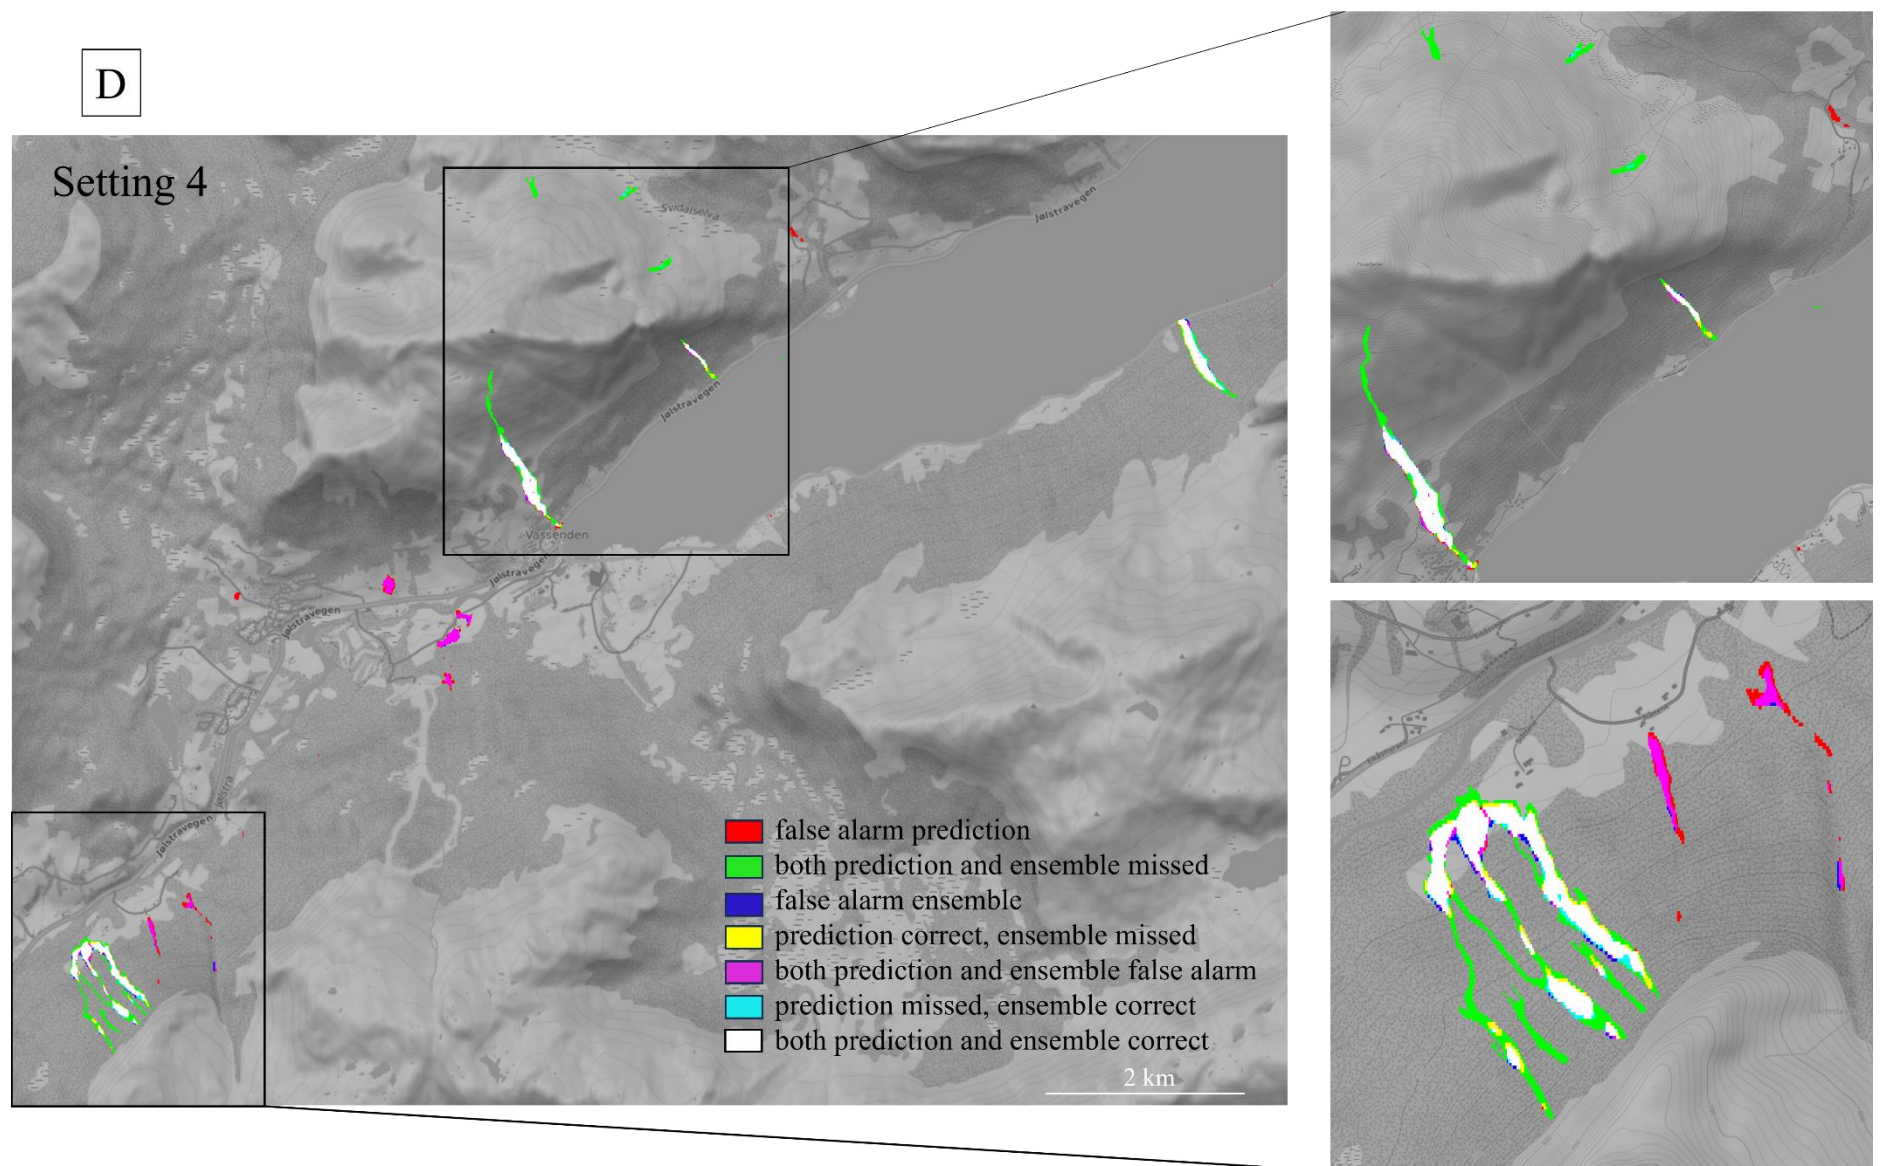 D
Setting 4
Svidalselva
Jølstravegen
Jølstravegen
Vassenden
Jølstravegen
Jølstravegen
Jølstra
Jølstravegen
false alarm prediction
both prediction and ensemble missed
false alarm ensemble
prediction correct, ensemble missed
both prediction and ensemble false alarm
prediction missed, ensemble correct
both prediction and ensemble correct
2 km